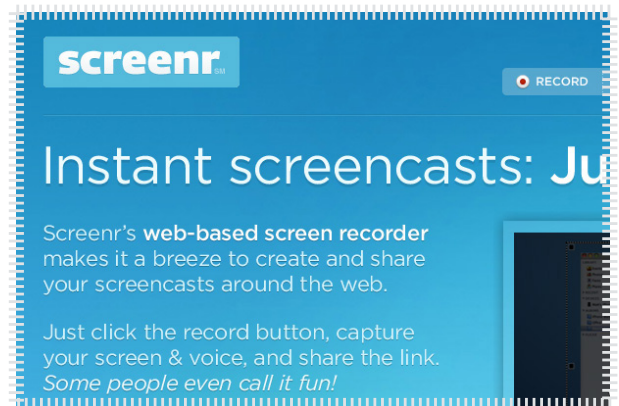 screenr SM
RECORD
Instant screencasts: Ju
Screenr's web-based screen recorder
makes it a breeze to create and share
your screencasts around the web.
Just click the record button, capture
your screen & voice, and share the link.
Some people even call it fun!